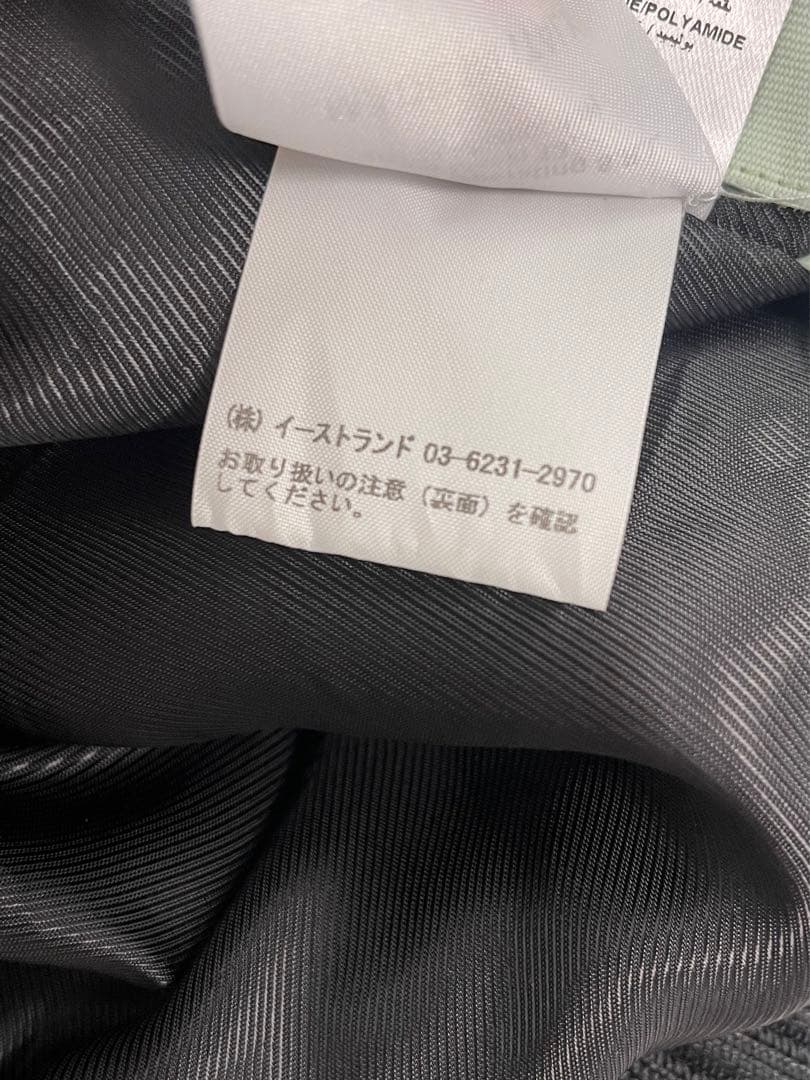 /POLYAMIDE
(株) イーストランド 03-6231-2970
お取り扱いの注意 (裏面) を確認
してください。